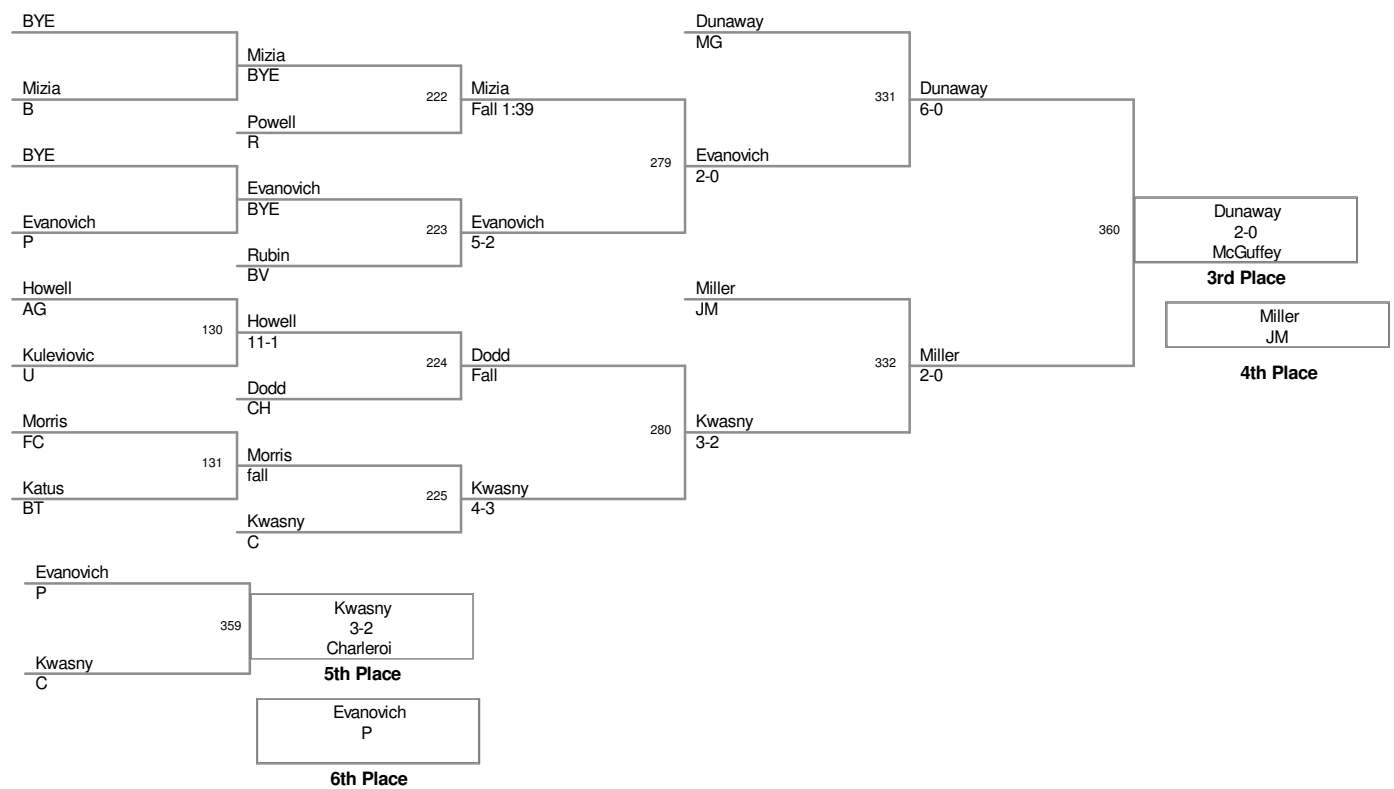 BYE
Mizia
B
BYE
Evanovich
P
Howell
AG
130
Kuleviovic
U
Morris
FC
131
Katus
BT
Mizia
BYE
222
Powell
R
Evanovich
BYE
223
Rubin
BV
Howell
11-1
224
Dodd
CH
Morris
fall
225
Kwasny
C
Mizia
Fall 1:39
279
Evanovich
5-2
Dodd
Fall
280
Kwasny
4-3
Dunaway
MG
331
Evanovich
2-0
Miller
JM
332
Kwasny
3-2
Dunaway
6-0
360
Miller
2-0
Dunaway
2-0
McGuffey
3rd Place
Miller
JM
4th Place
Evanovich
P
359
Kwasny
C
Kwasny
3-2
Charleroi
5th Place
Evanovich
P
6th Place